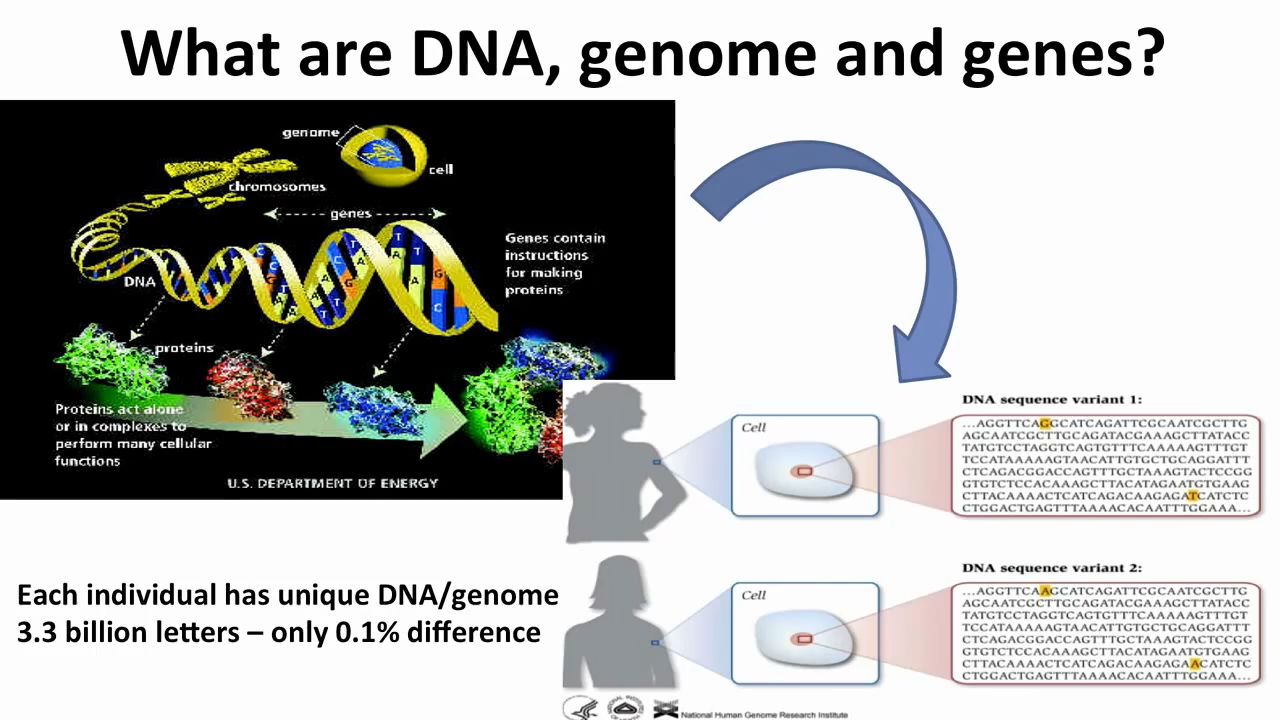 What are DNA, genome and genes?
genome
cell
chromosomes
genes
Genes contain
instructions
for making
proteins
DNA
proteins
Proteins act alone
or in complexes to
perform many cellular
functions
U.S. DEPARTMENT OF ENERGY
DNA sequence variant 1:
Cell
...AGGTTCAGGCATCAGATTCGCAATCGCTTG
AGCAATCGCTTGCAGATACGAAAGCTTATACC
TATGTCCTAGGTCAGTGTTTCAAAAAGTTTGT
TCCATAAAAAGTAACATTGTGCTGCAGGATTT
CTCAGACGGACCAGTTTGCTAAAGTACTCCGG
GTGTCTCCACAAAGCTTACATAGAATGTGAAG
CTTACAAAACTCATCAGACAAGAGATCATCTC
CTGGACTGAGTTTAAAACACAATTTGGAAA...
DNA sequence variant 2:
Cell
...AGGTTCAAGCATCAGATTCGCAATCGCTTG
AGCAATCGCTTGCAGATACGAAAGCTTATACC
TATGTCCTAGGTCAGTGTTTCAAAAAGTTTGT
TCCATAAAAAGTAACATTGTGCTGCAGGATTT
CTCAGACGGACCAGTTTGCTAAAGTACTCCGG
GTGTCTCCACAAAGCTTACATAGAATGTGAAG
CTTACAAAACTCATCAGACAAGAGAACATCTC
CTGGACTGAGTTTAAAACACAATTTGGAAA...
Each individual has unique DNA/genome
3.3 billion letters – only 0.1% difference
National Human Genome Research Institute